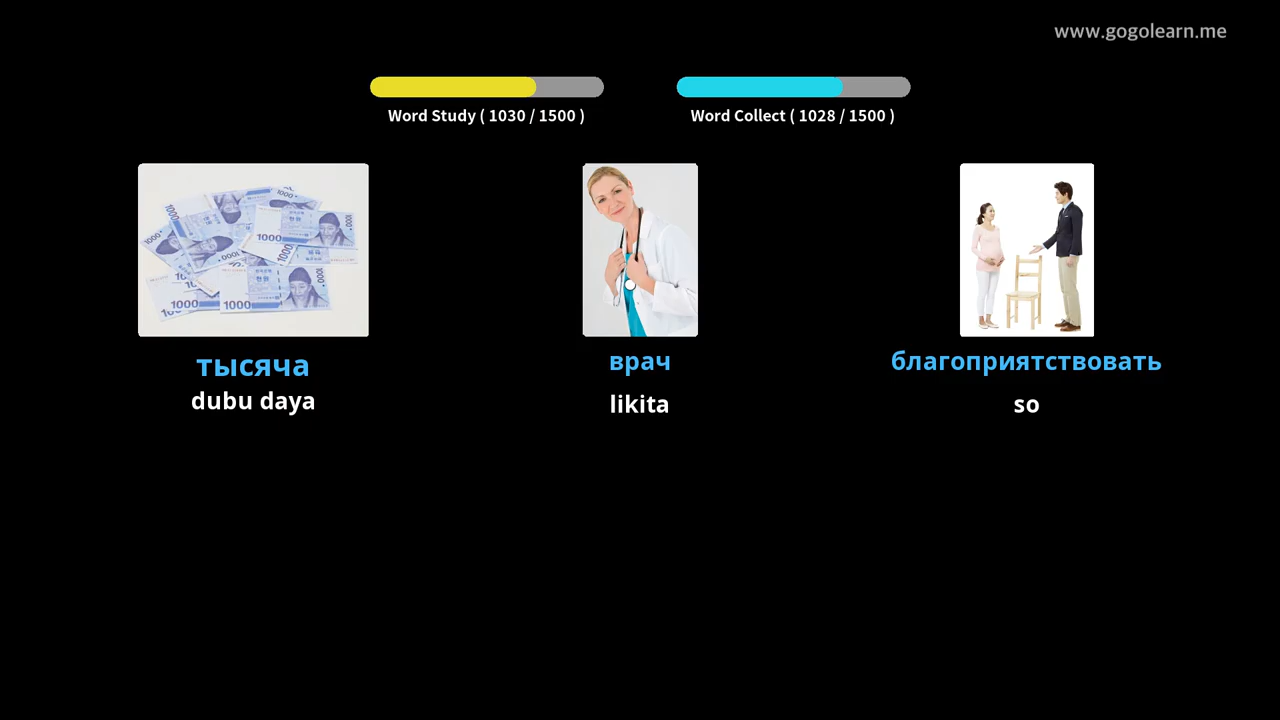 www.gogolearn.me
Word Study ( 1030 / 1500 )
Word Collect ( 1028 / 1500 )
тысяча
dubu daya
врач
likita
благоприятствовать
so